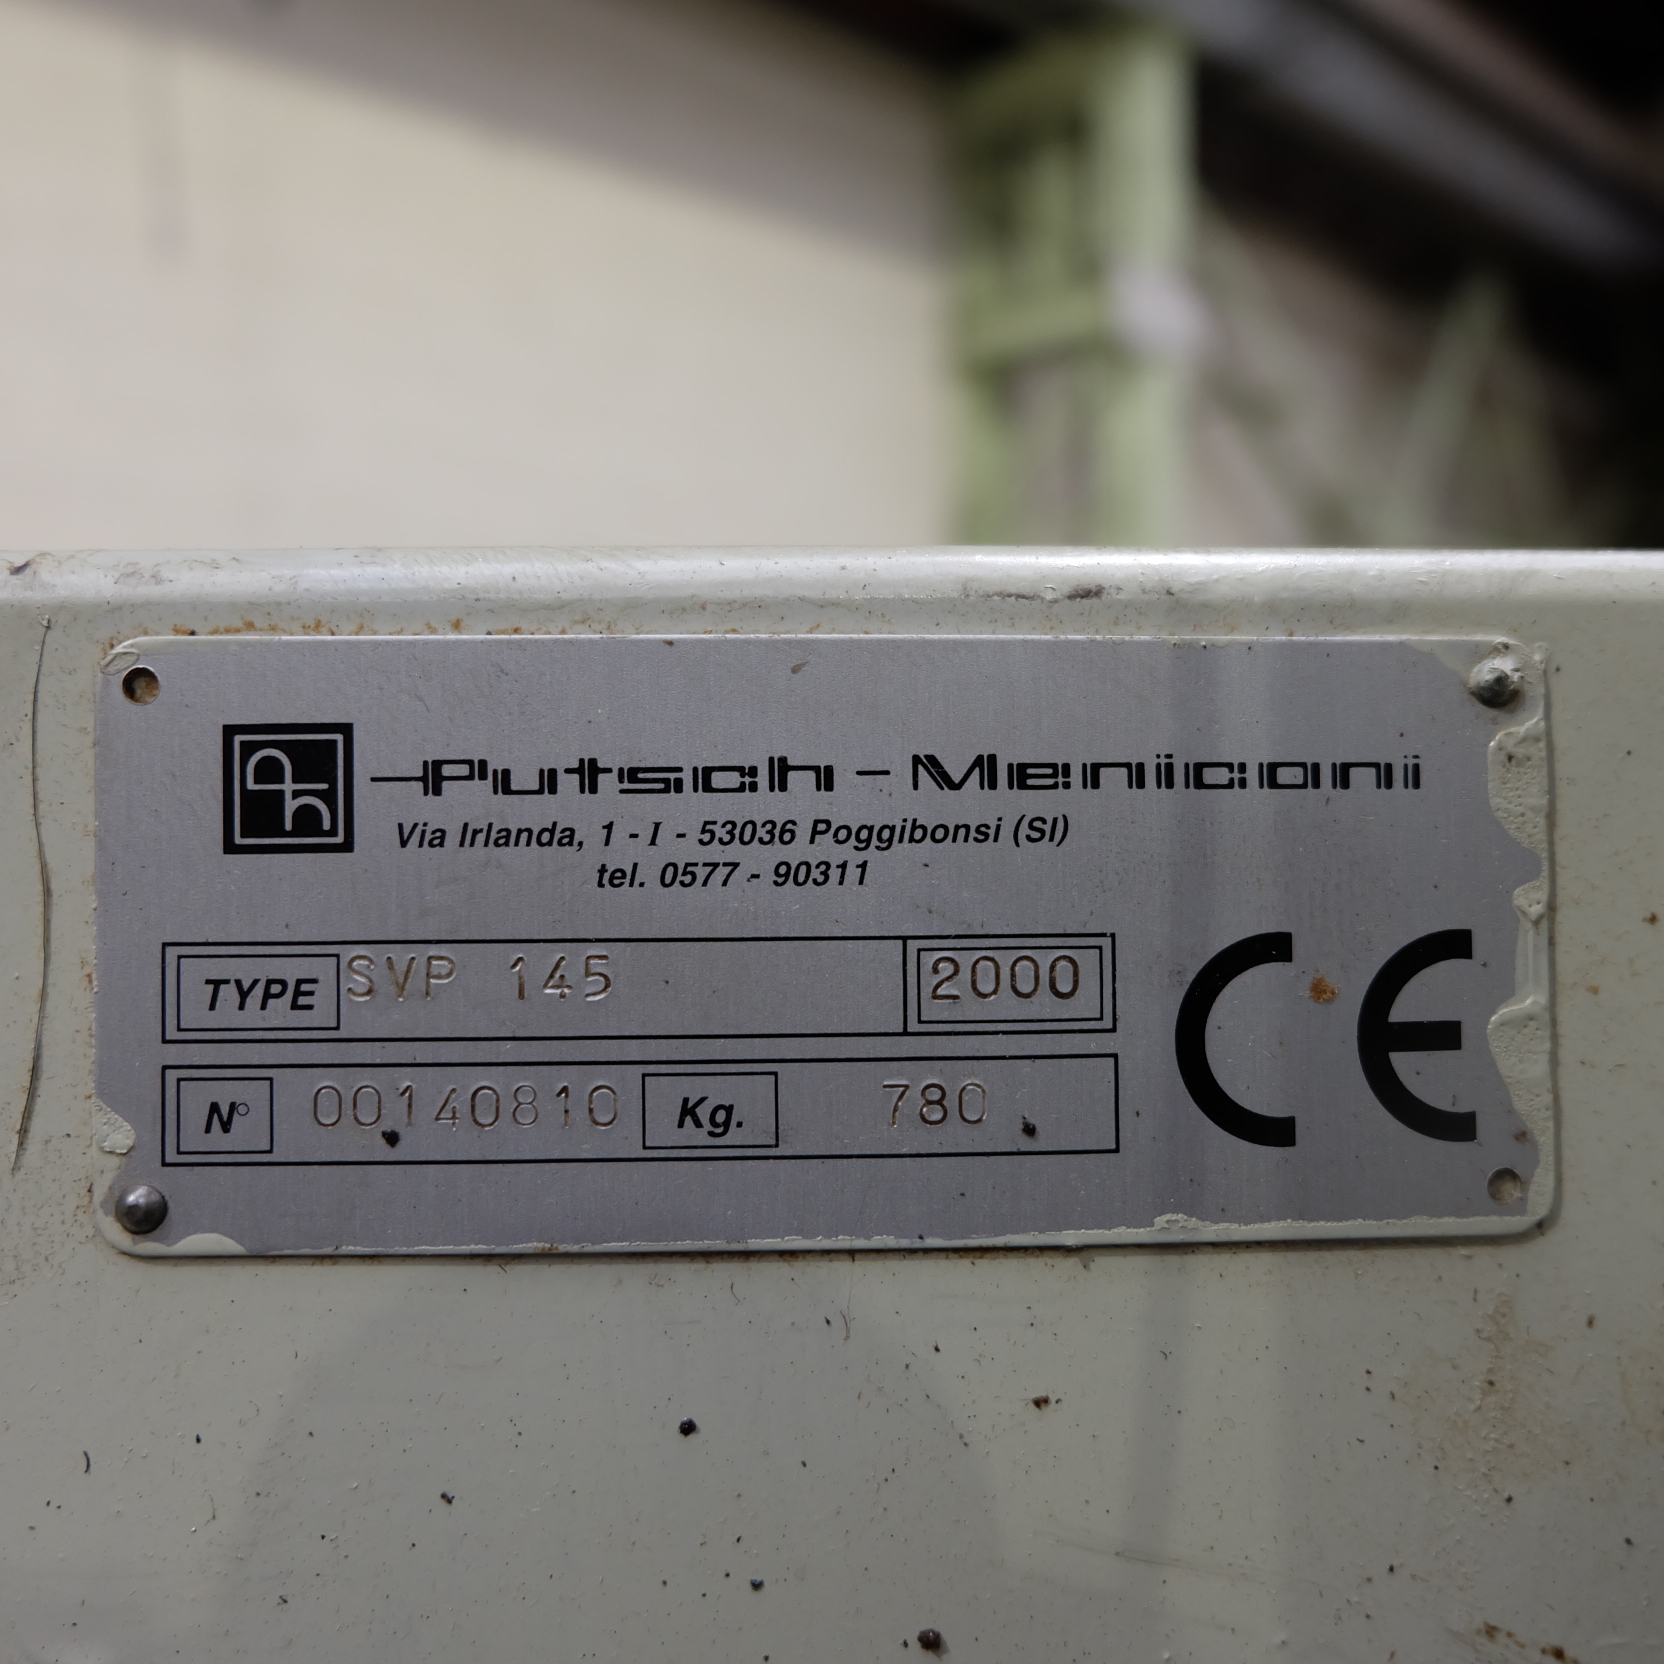 Putsch - Meniconi
Via Irlanda, 1 - I - 53036 Poggibonsi (SI)
tel. 0577 - 90311
TYPE SVP 145 2000
N° 00140810 Kg. 780
CE